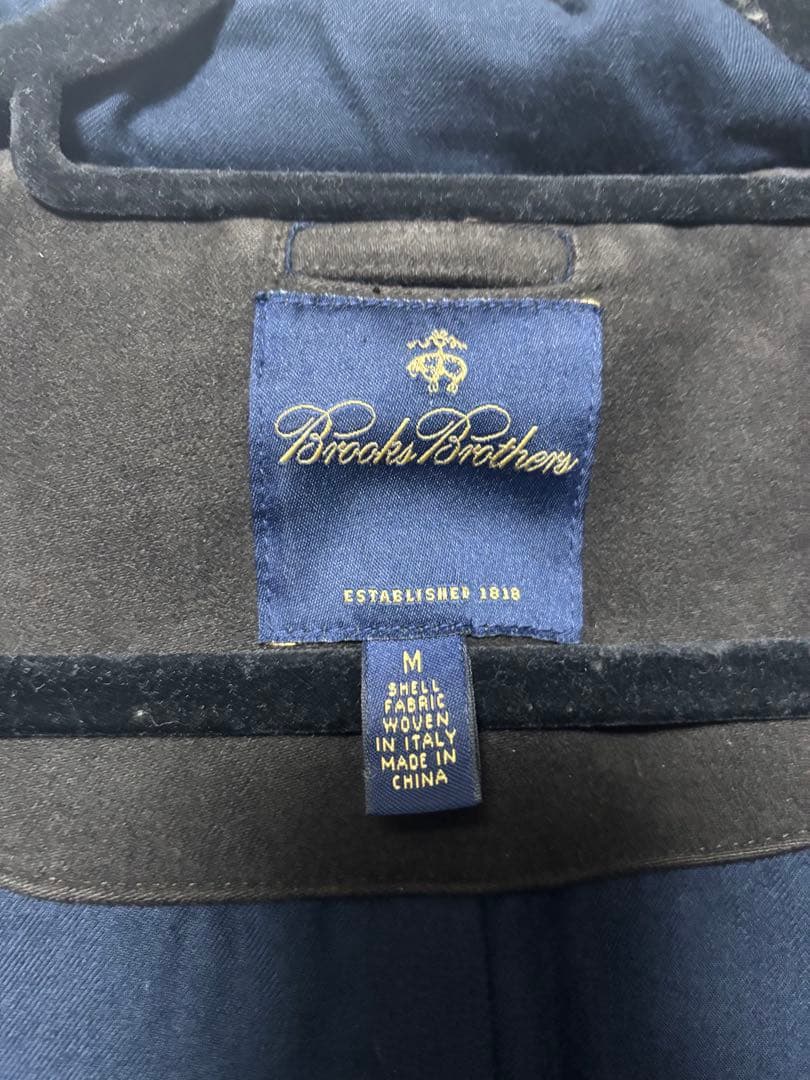 Brooks Brothers
ESTABLISHED 1818
M
SHELL
FABRIC
WOVEN
IN ITALY
MADE IN
CHINA